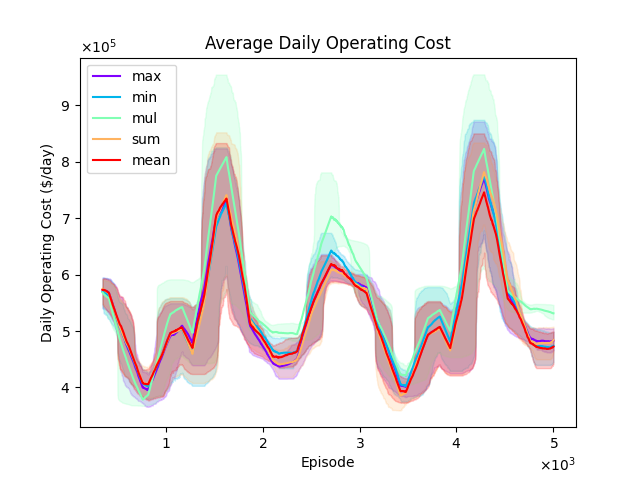 Average Daily Operating Cost
×10⁵
max
min
mul
sum
mean
9
8
7
6
5
4
Daily Operating Cost ($/day)
1
2
3
4
5
Episode
×10³